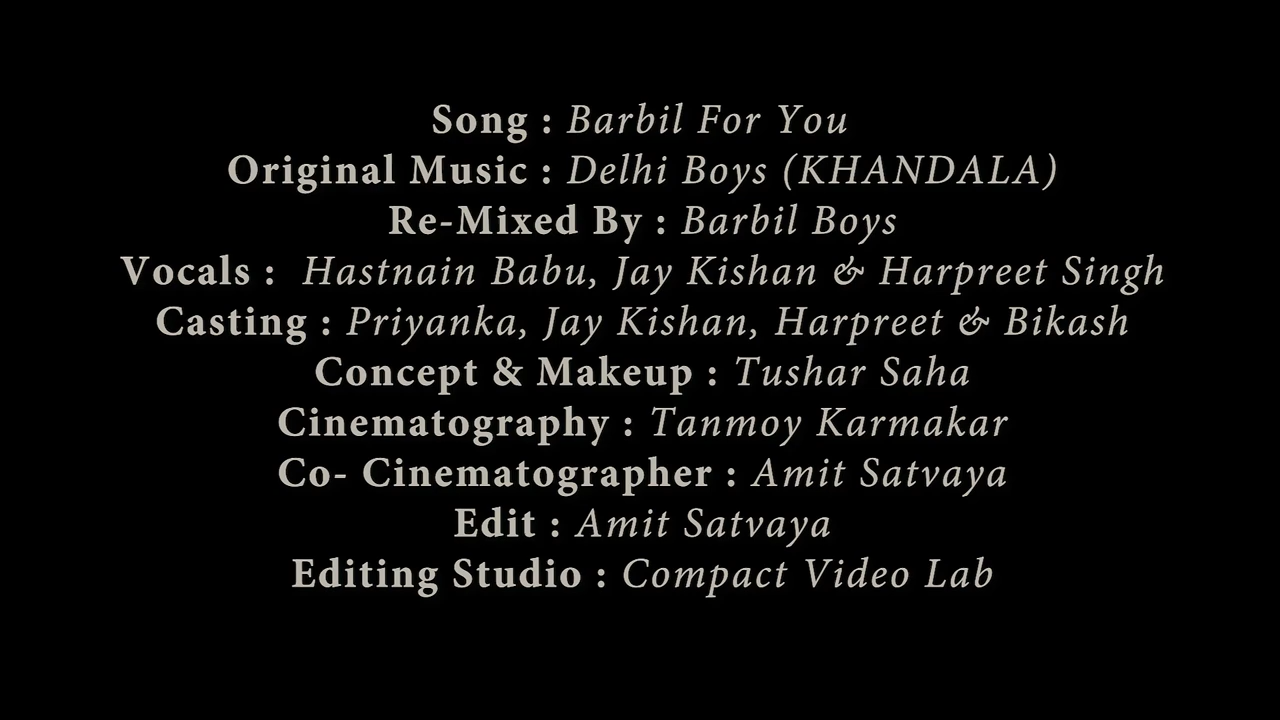 Song : Barbil For You
Original Music : Delhi Boys (KHANDALA)
Re-Mixed By : Barbil Boys
Vocals :  Hastnain Babu, Jay Kishan & Harpreet Singh
Casting : Priyanka, Jay Kishan, Harpreet & Bikash
Concept & Makeup : Tushar Saha
Cinematography : Tanmoy Karmakar
Co- Cinematographer : Amit Satvaya
Edit : Amit Satvaya
Editing Studio : Compact Video Lab